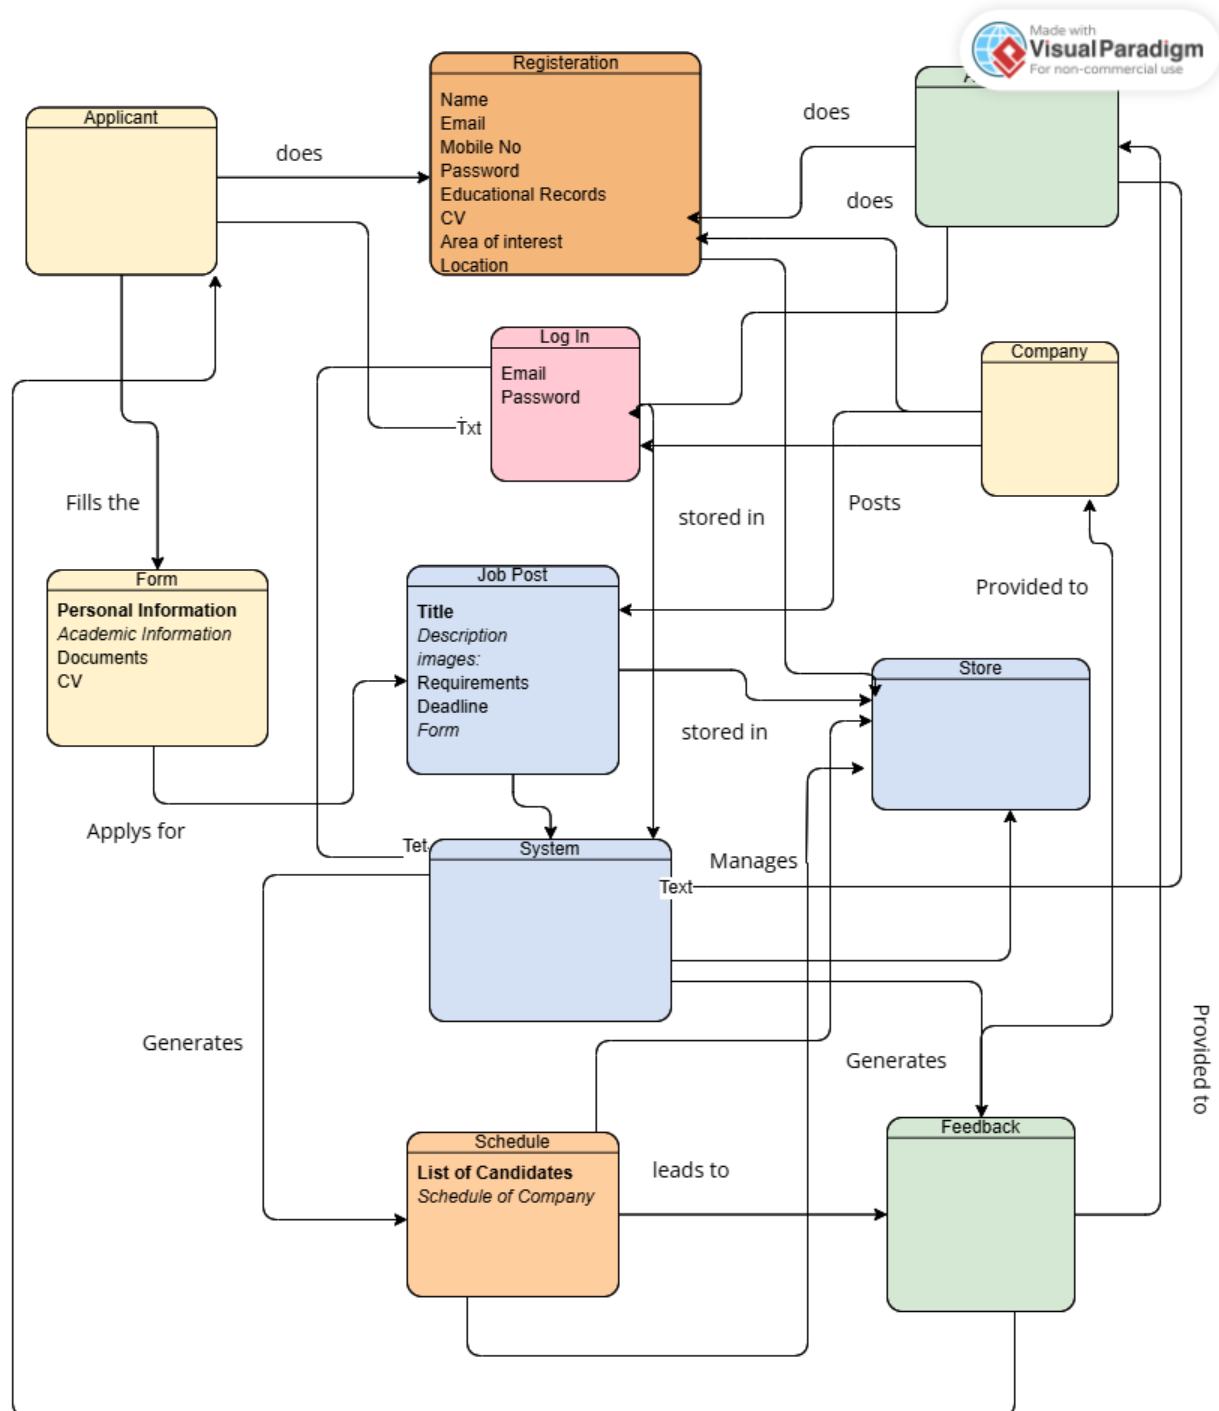 Made with
Visual Paradigm
For non-commercial use
Registeration
Name
Email
Mobile No
Password
Educational Records
CV
Area of interest
Location
Applicant
does
does
does
Log In
Email
Password
Company
Txt
Fills the
stored in
Posts
Provided to
Form
Personal Information
Academic Information
Documents
CV
Job Post
Title
Description
images:
Requirements
Deadline
Form
Store
stored in
Applys for
Tet
System
Manages
Text
Generates
Generates
Provided to
Feedback
Schedule
List of Candidates
Schedule of Company
leads to